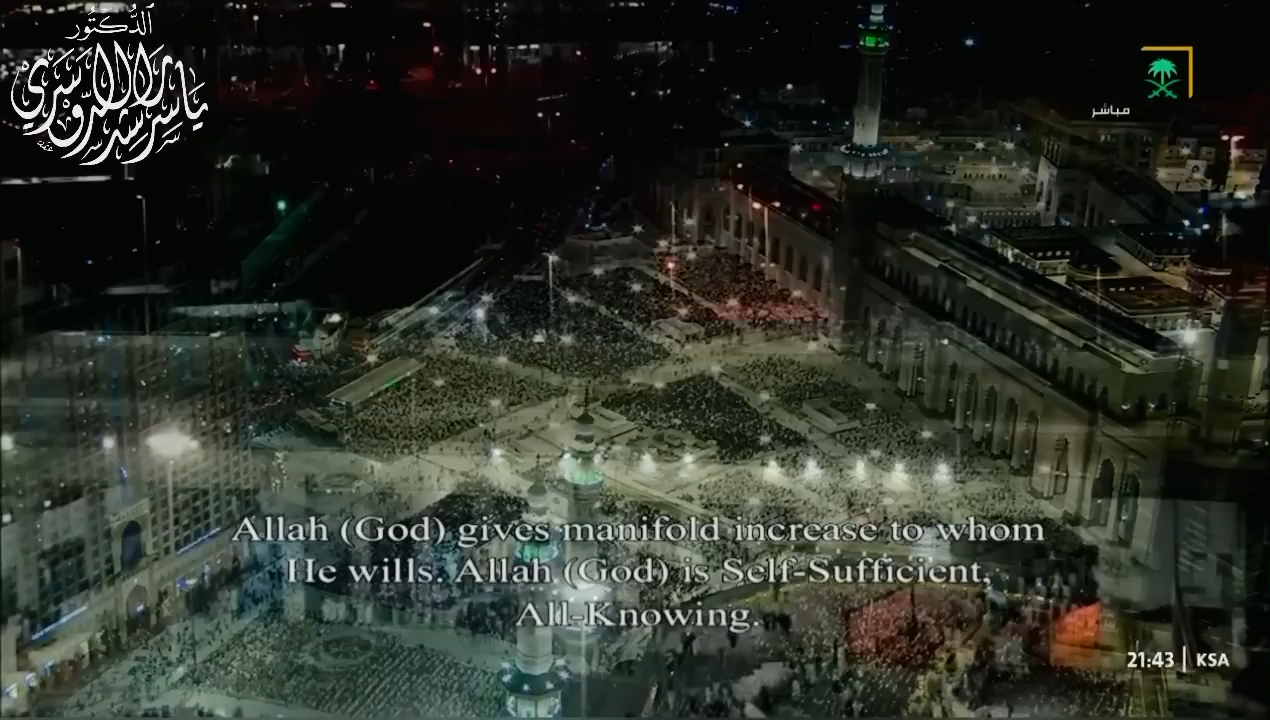 الدكتور
ياسر راشد الدوسري
مباشر
Allah (God) gives manifold increase to whom
He wills. Allah (God) is Self-Sufficient,
All-Knowing.
21:43 | KSA